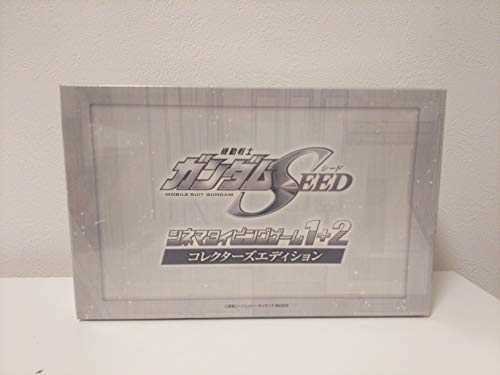 機動戦士
ガンダムSEED
シード
MOBILE SUIT GUNDAM
シネマタイピングゲーム1+2
コレクターズエディション